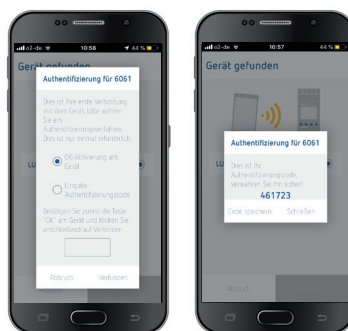 o2-de 10:56 44 %
Gerät gefunden
Authentifizierung für 6061
Dies ist Ihre erste Verbindung
mit dem Gerät, bitte wählen
Sie ein
Authentifizierungsverfahren.
Dies ist nur einmal erforderlich.
LU
OK-Aktivierung am
Gerät
Eingabe
Authentifizierungscode
Betätigen Sie zuerst die Taste
"OK" am Gerät und klicken Sie
anschließend auf Verbinden
Abbruch Verbinden
o2-de 10:57 44 %
Gerät gefunden
Authentifizierung für 6061
Dies ist Ihr
Authentifizierungscode,
verwahren Sie ihn sicher!
461723
LU
Code speichern Schließen
Abbruch